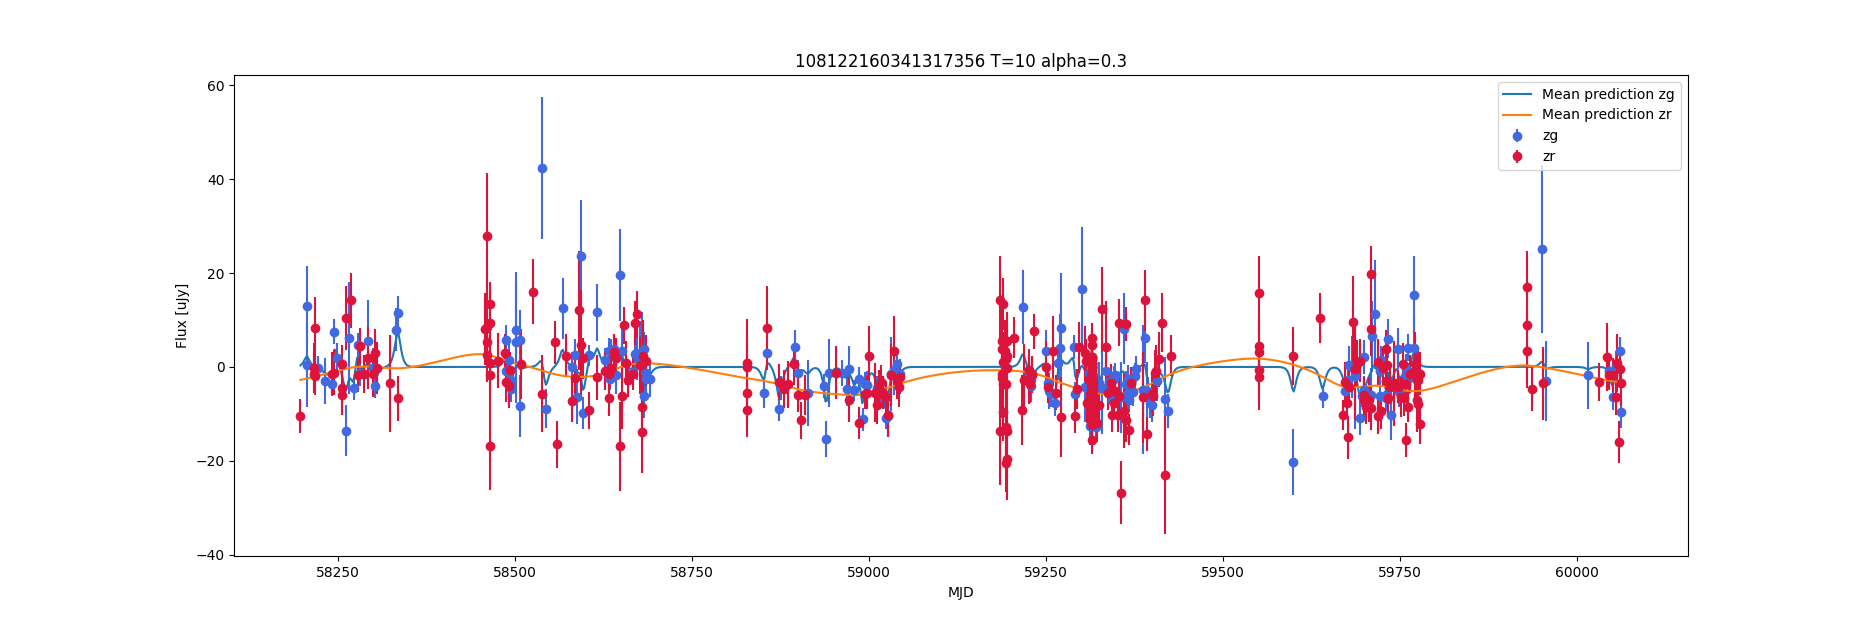 108122160341317356 T=10 alpha=0.3
60
40
20
0
−20
−40
Flux [uJy]
58250
58500
58750
59000
59250
59500
59750
60000
MJD
Mean prediction zg
Mean prediction zr
zg
zr